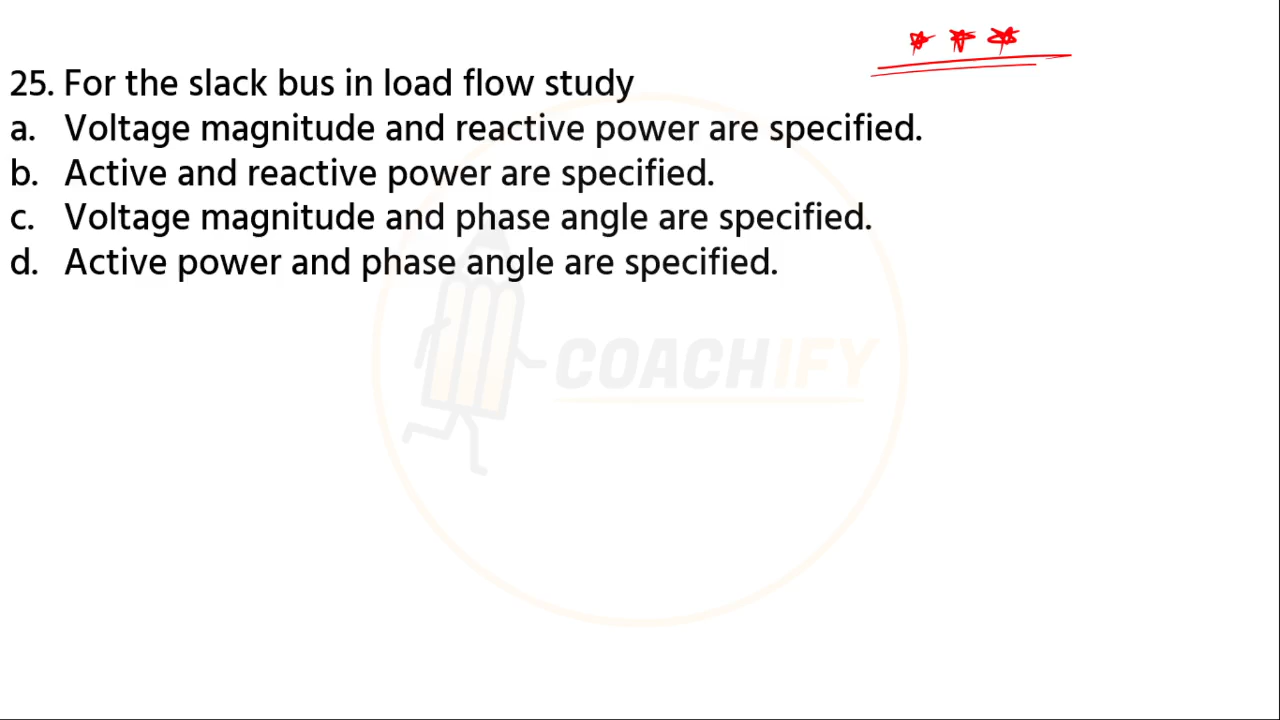 25. For the slack bus in load flow study
a. Voltage magnitude and reactive power are specified.
b. Active and reactive power are specified.
c. Voltage magnitude and phase angle are specified.
d. Active power and phase angle are specified.
COACHIFY